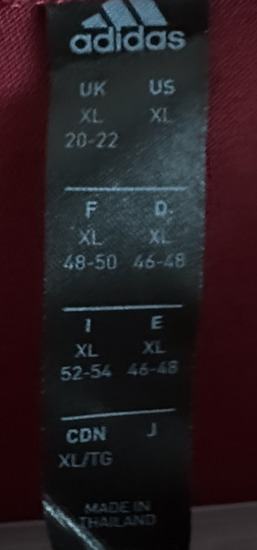 adidas
UK US
XL XL
20-22
F D
XL XL
48-50 46-48
I E
XL XL
52-54 46-48
CDN J
XL/TG
MADE IN
THAILAND